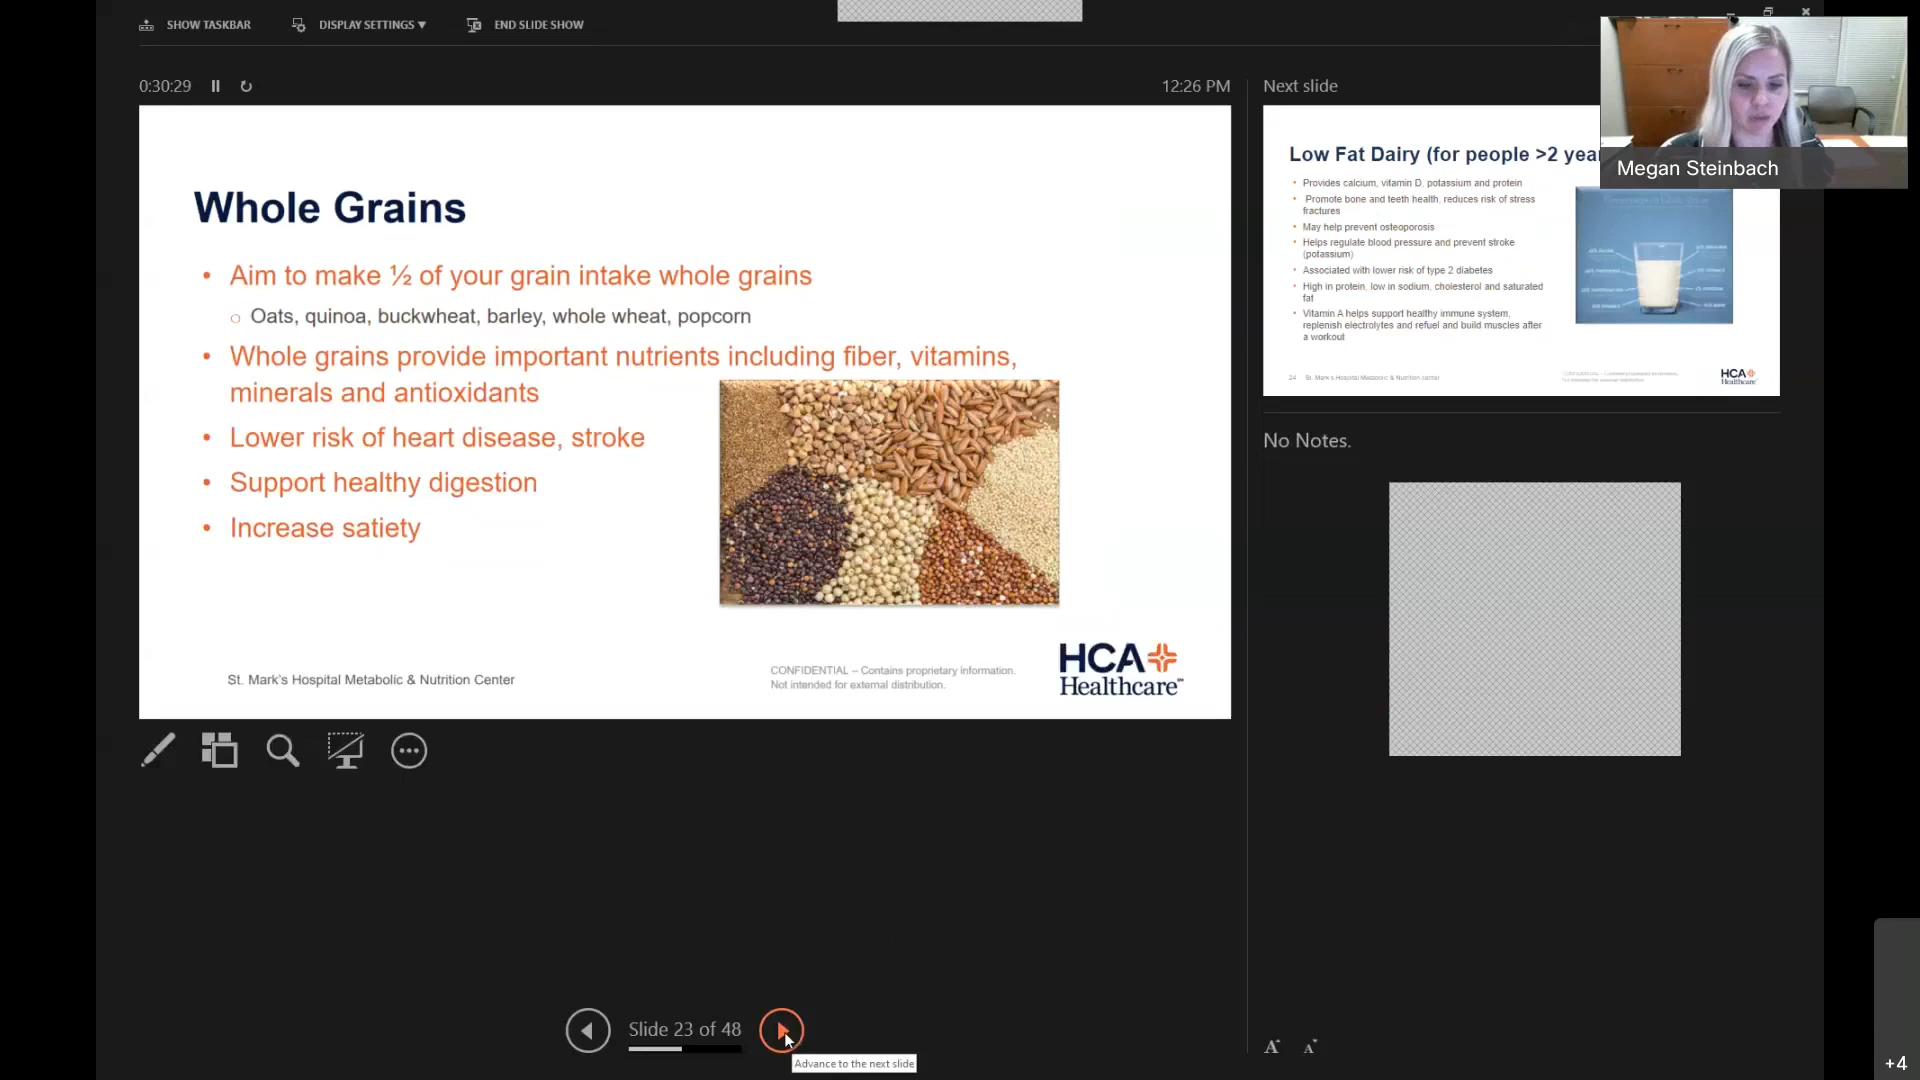 SHOW TASKBAR
DISPLAY SETTINGS ▾
END SLIDE SHOW
0:30:29
12:26 PM
Next slide
Whole Grains
• Aim to make ½ of your grain intake whole grains
o Oats, quinoa, buckwheat, barley, whole wheat, popcorn
• Whole grains provide important nutrients including fiber, vitamins,
minerals and antioxidants
• Lower risk of heart disease, stroke
• Support healthy digestion
• Increase satiety
St. Mark's Hospital Metabolic & Nutrition Center
CONFIDENTIAL – Contains proprietary information.
Not intended for external distribution.
HCA
Healthcare℠
Low Fat Dairy (for people >2 yea
• Provides calcium, vitamin D, potassium and protein
• Promote bone and teeth health, reduces risk of stress
fractures
• May help prevent osteoporosis
• Helps regulate blood pressure and prevent stroke
(potassium)
• Associated with lower risk of type 2 diabetes
• High in protein, low in sodium, cholesterol and saturated
fat
• Vitamin A helps support healthy immune system,
replenish electrolytes and refuel and build muscles after
a workout
24 St. Mark's Hospital Metabolic & Nutrition center
HCA
Healthcare
Megan Steinbach
No Notes.
Slide 23 of 48
Advance to the next slide
A A
+4